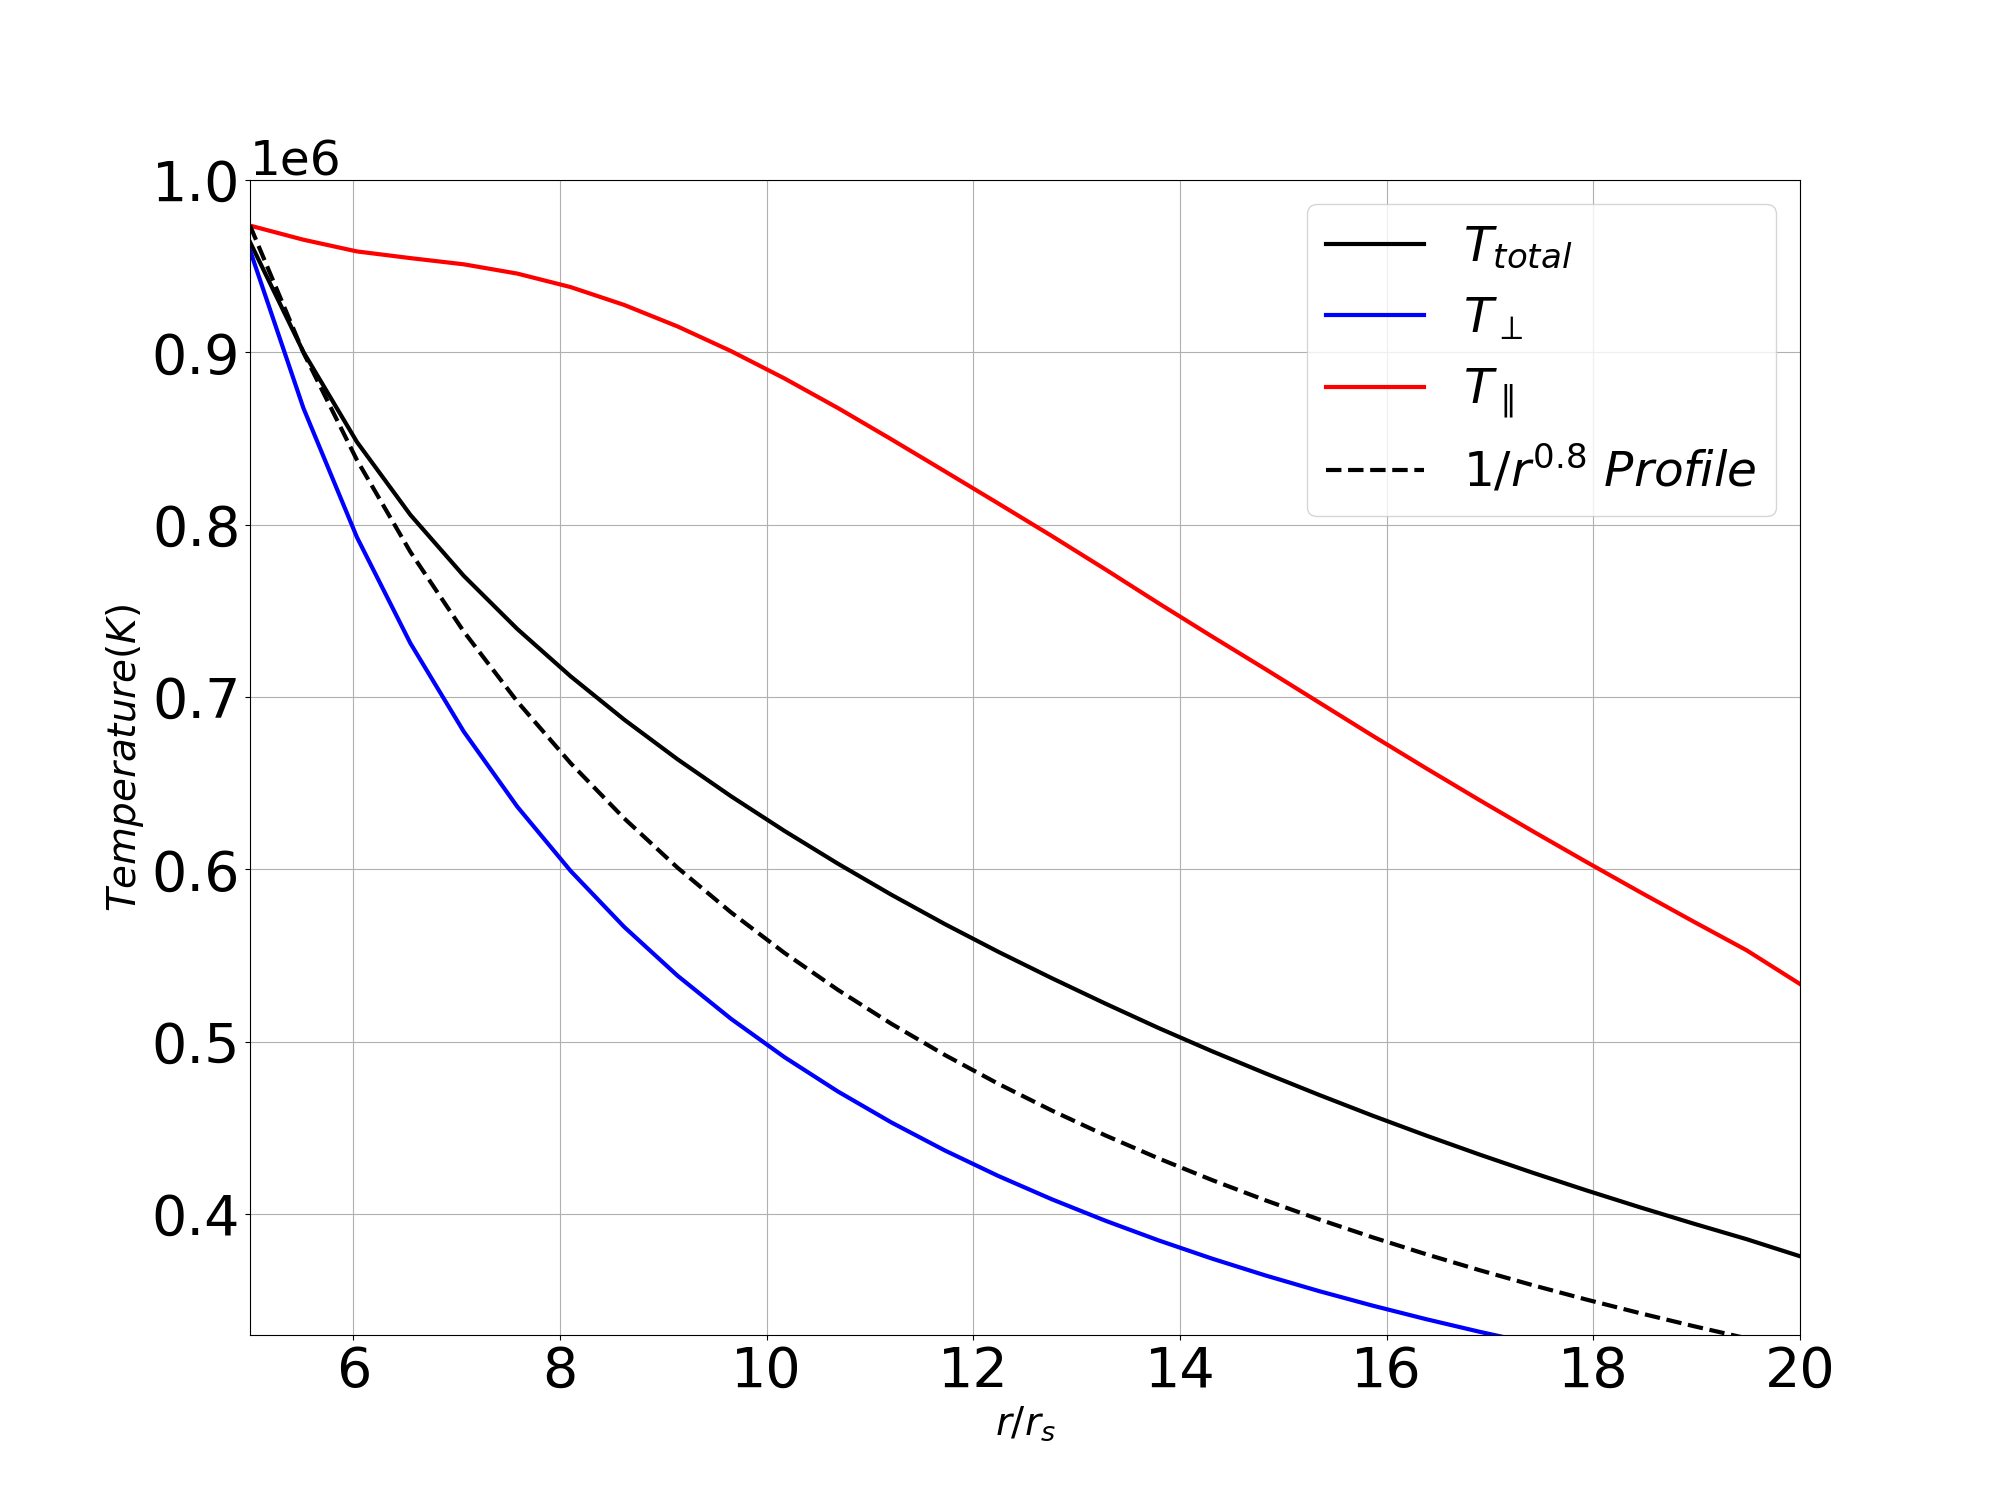 1e6
1.0
0.9
0.8
0.7
0.6
0.5
0.4
Temperature(K)
6 8 10 12 14 16 18 20
r/r_s
T_total
T_⊥
T_∥
1/r^0.8 Profile